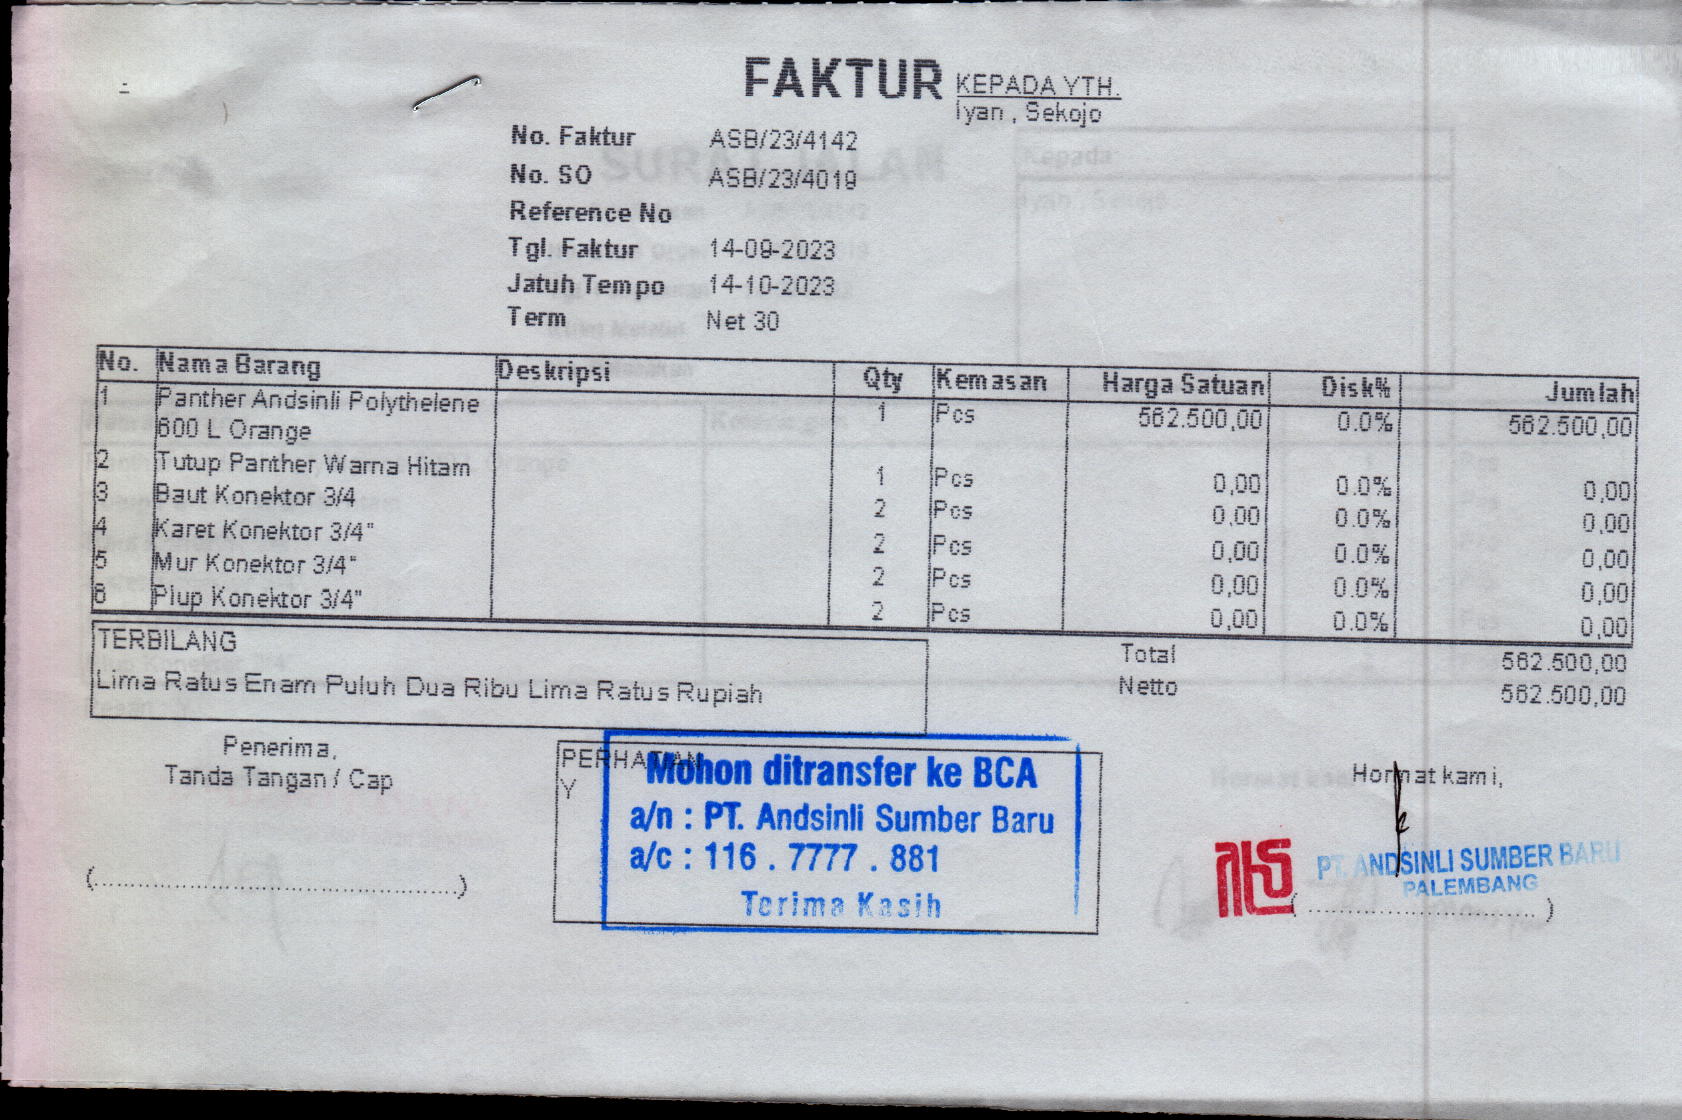 FAKTUR
KEPADA YTH.
Iyan , Sekojo
No. Faktur ASB/23/4142
No. SO ASB/23/4019
Reference No
Tgl. Faktur 14-09-2023
Jatuh Tempo 14-10-2023
Term Net 30
No. Nama Barang Deskripsi Qty Kemasan Harga Satuan Disk% Jumlah
1 Panther Andsinli Polythelene 1 Pcs 562.500,00 0.0% 562.500,00
600 L Orange
2 Tutup Panther Warna Hitam 1 Pcs 0,00 0.0% 0,00
3 Baut Konektor 3/4 2 Pcs 0,00 0.0% 0,00
4 Karet Konektor 3/4" 2 Pcs 0,00 0.0% 0,00
5 Mur Konektor 3/4" 2 Pcs 0,00 0.0% 0,00
6 Plup Konektor 3/4" 2 Pcs 0,00 0.0% 0,00
TERBILANG
Lima Ratus Enam Puluh Dua Ribu Lima Ratus Rupiah
Total 562.500,00
Netto 562.500,00
Penerima,
Tanda Tangan / Cap
(..........................................)
PERHATIAN
Y
Mohon ditransfer ke BCA
a/n : PT. Andsinli Sumber Baru
a/c : 116 . 7777 . 881
Terima Kasih
Hormat kami,
PT. ANDSINLI SUMBER BARU
PALEMBANG
( .......................... )